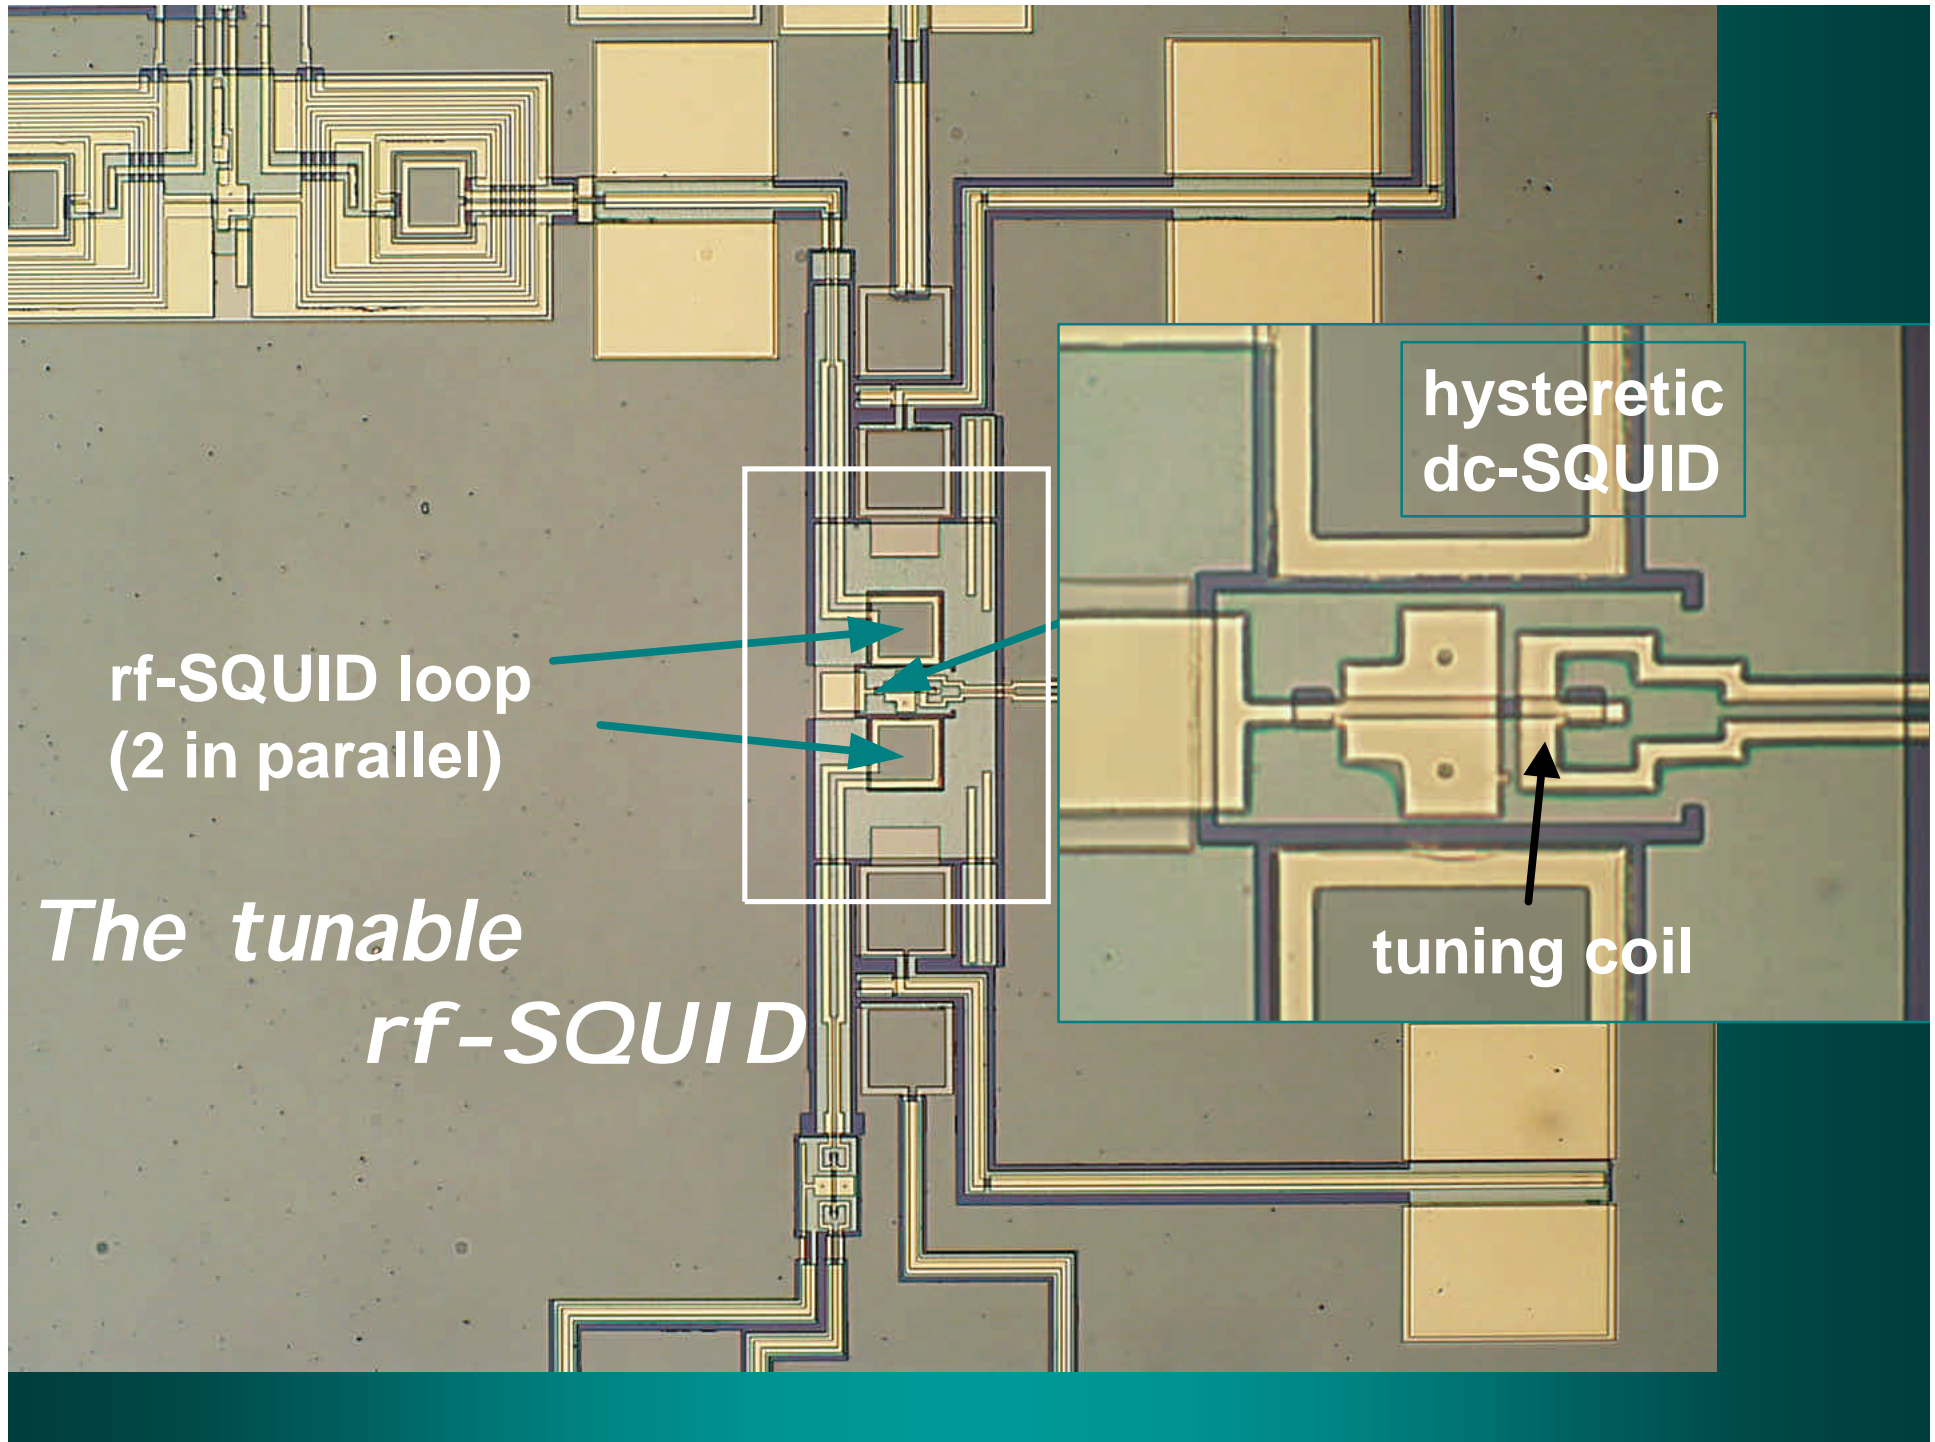 hysteretic
dc-SQUID
rf-SQUID loop
(2 in parallel)
The tunable
rf-SQUID
tuning coil